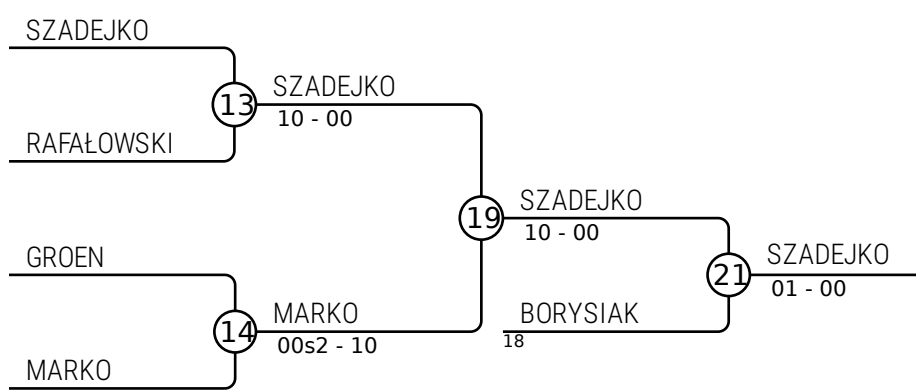 SZADEJKO
13
SZADEJKO
10 - 00
RAFAŁOWSKI
19
SZADEJKO
10 - 00
GROEN
21
SZADEJKO
01 - 00
14
MARKO
00s2 - 10
BORYSIAK
18
MARKO